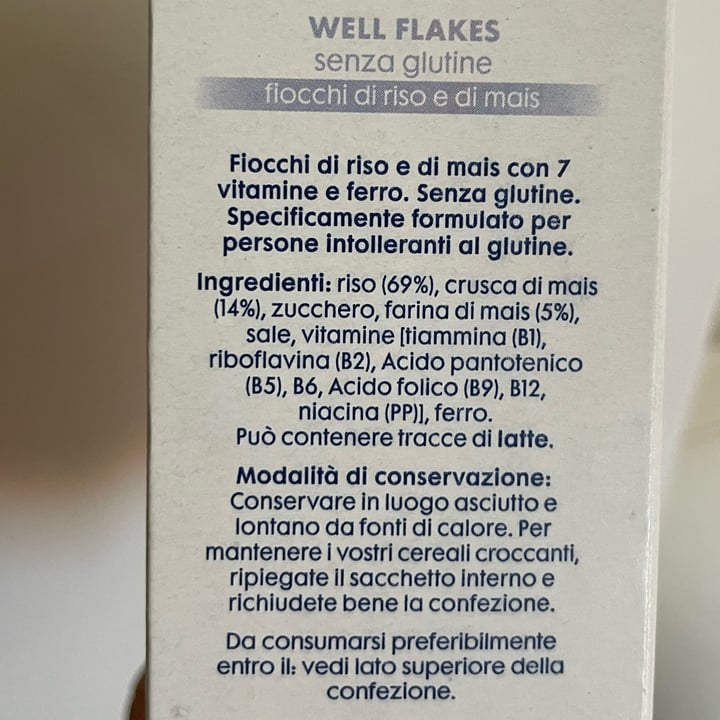 WELL FLAKES
senza glutine
fiocchi di riso e di mais
Fiocchi di riso e di mais con 7
vitamine e ferro. Senza glutine.
Specificamente formulato per
persone intolleranti al glutine.
Ingredienti: riso (69%), crusca di mais
(14%), zucchero, farina di mais (5%),
sale, vitamine [tiammina (B1),
riboflavina (B2), Acido pantotenico
(B5), B6, Acido folico (B9), B12,
niacina (PP)], ferro.
Può contenere tracce di latte.
Modalità di conservazione:
Conservare in luogo asciutto e
lontano da fonti di calore. Per
mantenere i vostri cereali croccanti,
ripiegate il sacchetto interno e
richiudete bene la confezione.
Da consumarsi preferibilmente
entro il: vedi lato superiore della
confezione.